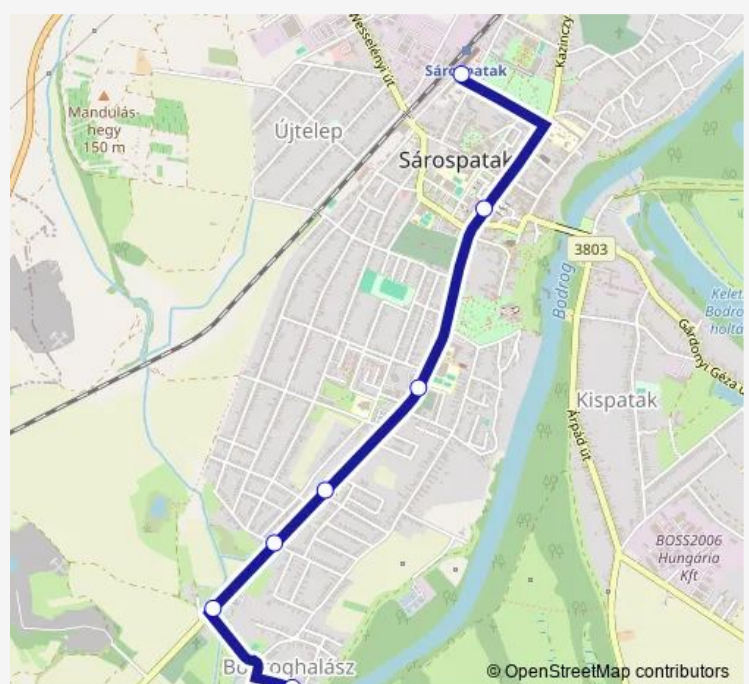 Wesselényi út
Kazinczy
Sárospatak
Mandulás-
hegy
150 m
Újtelep
Sárospatak
3803
Bodrog
Kelet
Bodro
holta
Gárdonyi Géza u
Kispatak
Árpád út
BOSS2006
Hungária
Kft
Bodroghalász
© OpenStreetMap contributors